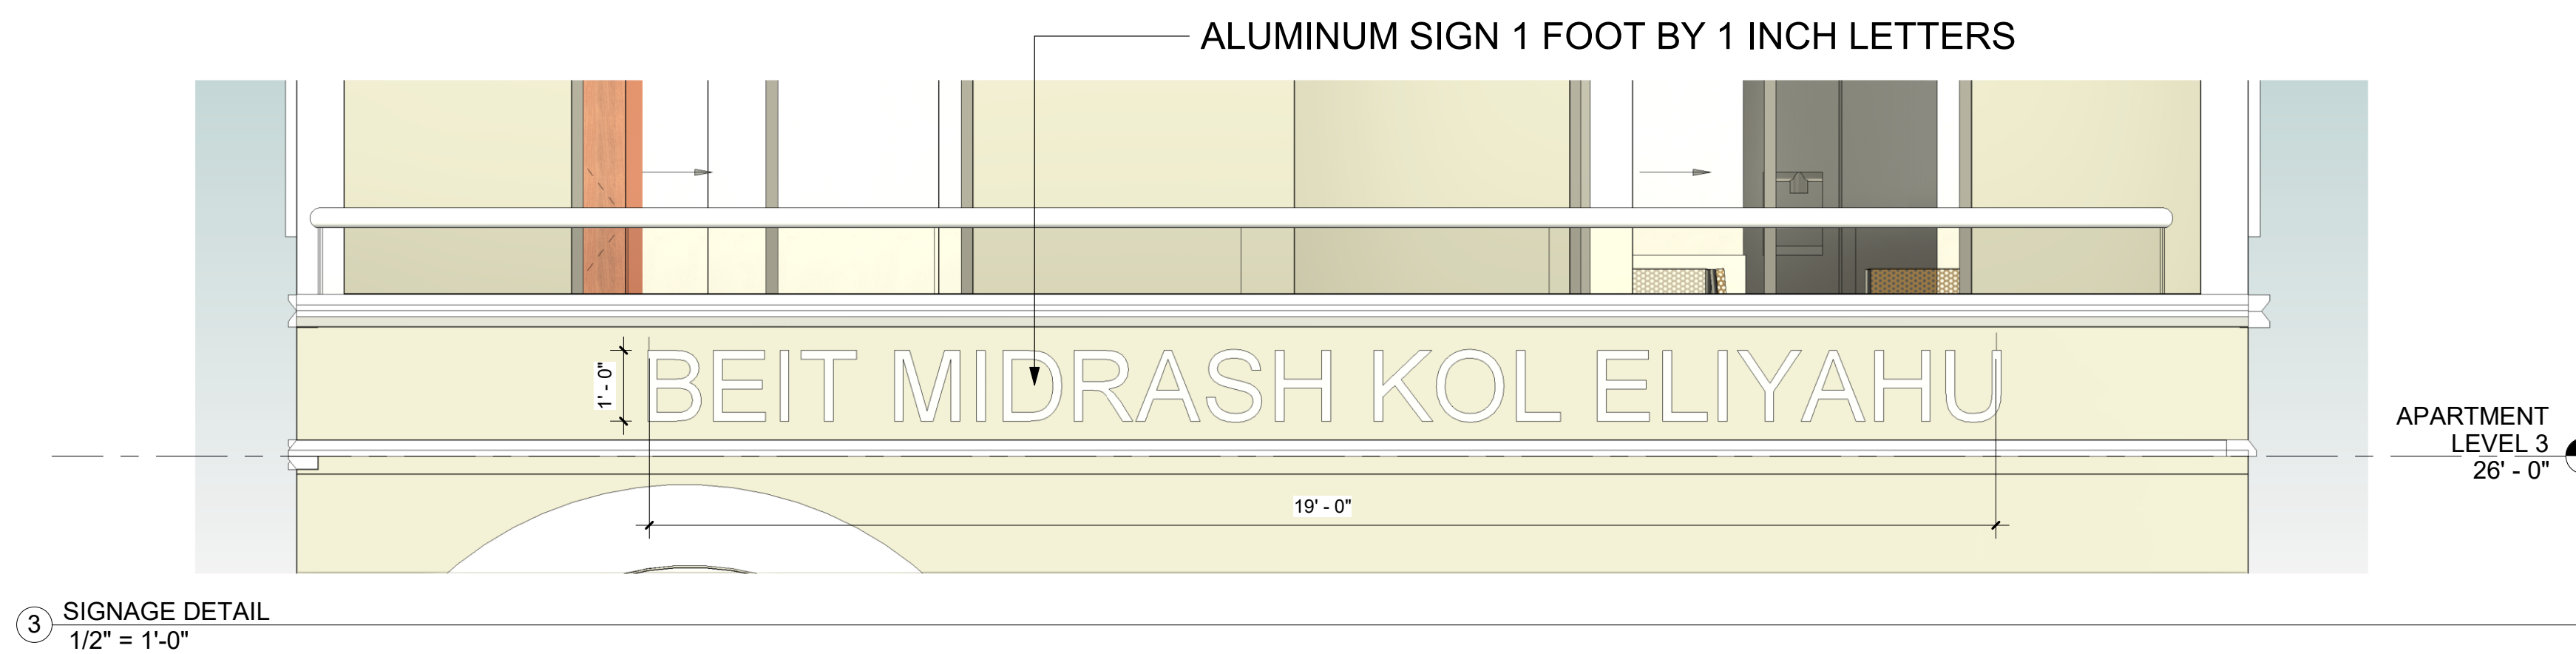 ALUMINUM SIGN 1 FOOT BY 1 INCH LETTERS
1' - 0"
BEIT MIDRASH KOL ELIYAHU
APARTMENT
LEVEL 3
26' - 0"
19' - 0"
3
SIGNAGE DETAIL
1/2" = 1'-0"